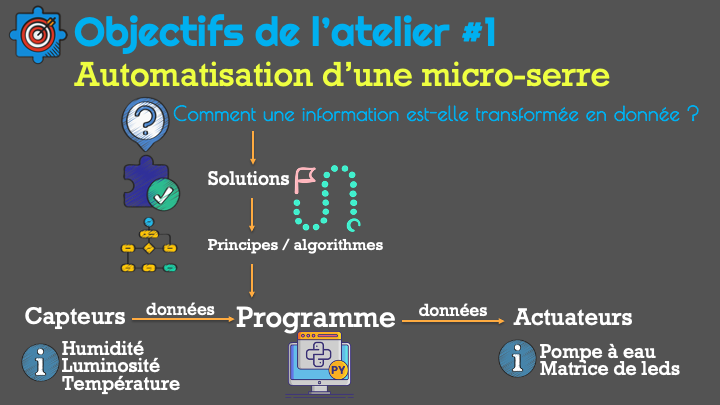 Objectifs de l'atelier #1
Automatisation d'une micro-serre
Comment une information est-elle transformée en donnée ?
Solutions
Principes / algorithmes
Capteurs
données
Programme
données
Actuateurs
Humidité
Luminosité
Température
PY
Pompe à eau
Matrice de leds